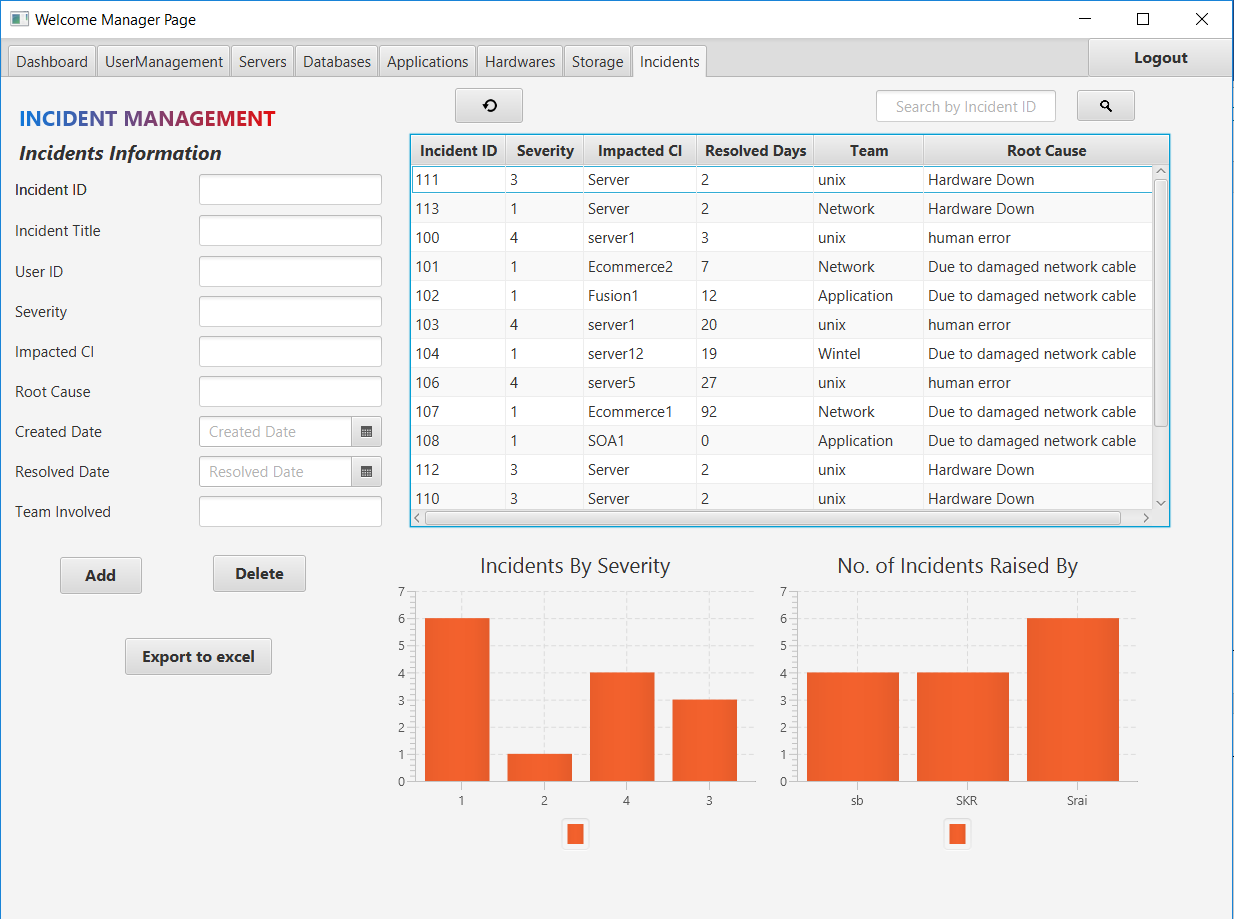 Welcome Manager Page
Dashboard UserManagement Servers Databases Applications Hardwares Storage Incidents Logout
Search by Incident ID
INCIDENT MANAGEMENT
Incidents Information
Incident ID
Incident Title
User ID
Severity
Impacted CI
Root Cause
Created Date Created Date
Resolved Date Resolved Date
Team Involved
Add Delete
Export to excel
Incident ID Severity Impacted CI Resolved Days Team Root Cause
111 3 Server 2 unix Hardware Down
113 1 Server 2 Network Hardware Down
100 4 server1 3 unix human error
101 1 Ecommerce2 7 Network Due to damaged network cable
102 1 Fusion1 12 Application Due to damaged network cable
103 4 server1 20 unix human error
104 1 server12 19 Wintel Due to damaged network cable
106 4 server5 27 unix human error
107 1 Ecommerce1 92 Network Due to damaged network cable
108 1 SOA1 0 Application Due to damaged network cable
112 3 Server 2 unix Hardware Down
110 3 Server 2 unix Hardware Down
Incidents By Severity
7
6
5
4
3
2
1
0
1 2 4 3
No. of Incidents Raised By
7
6
5
4
3
2
1
0
sb SKR Srai